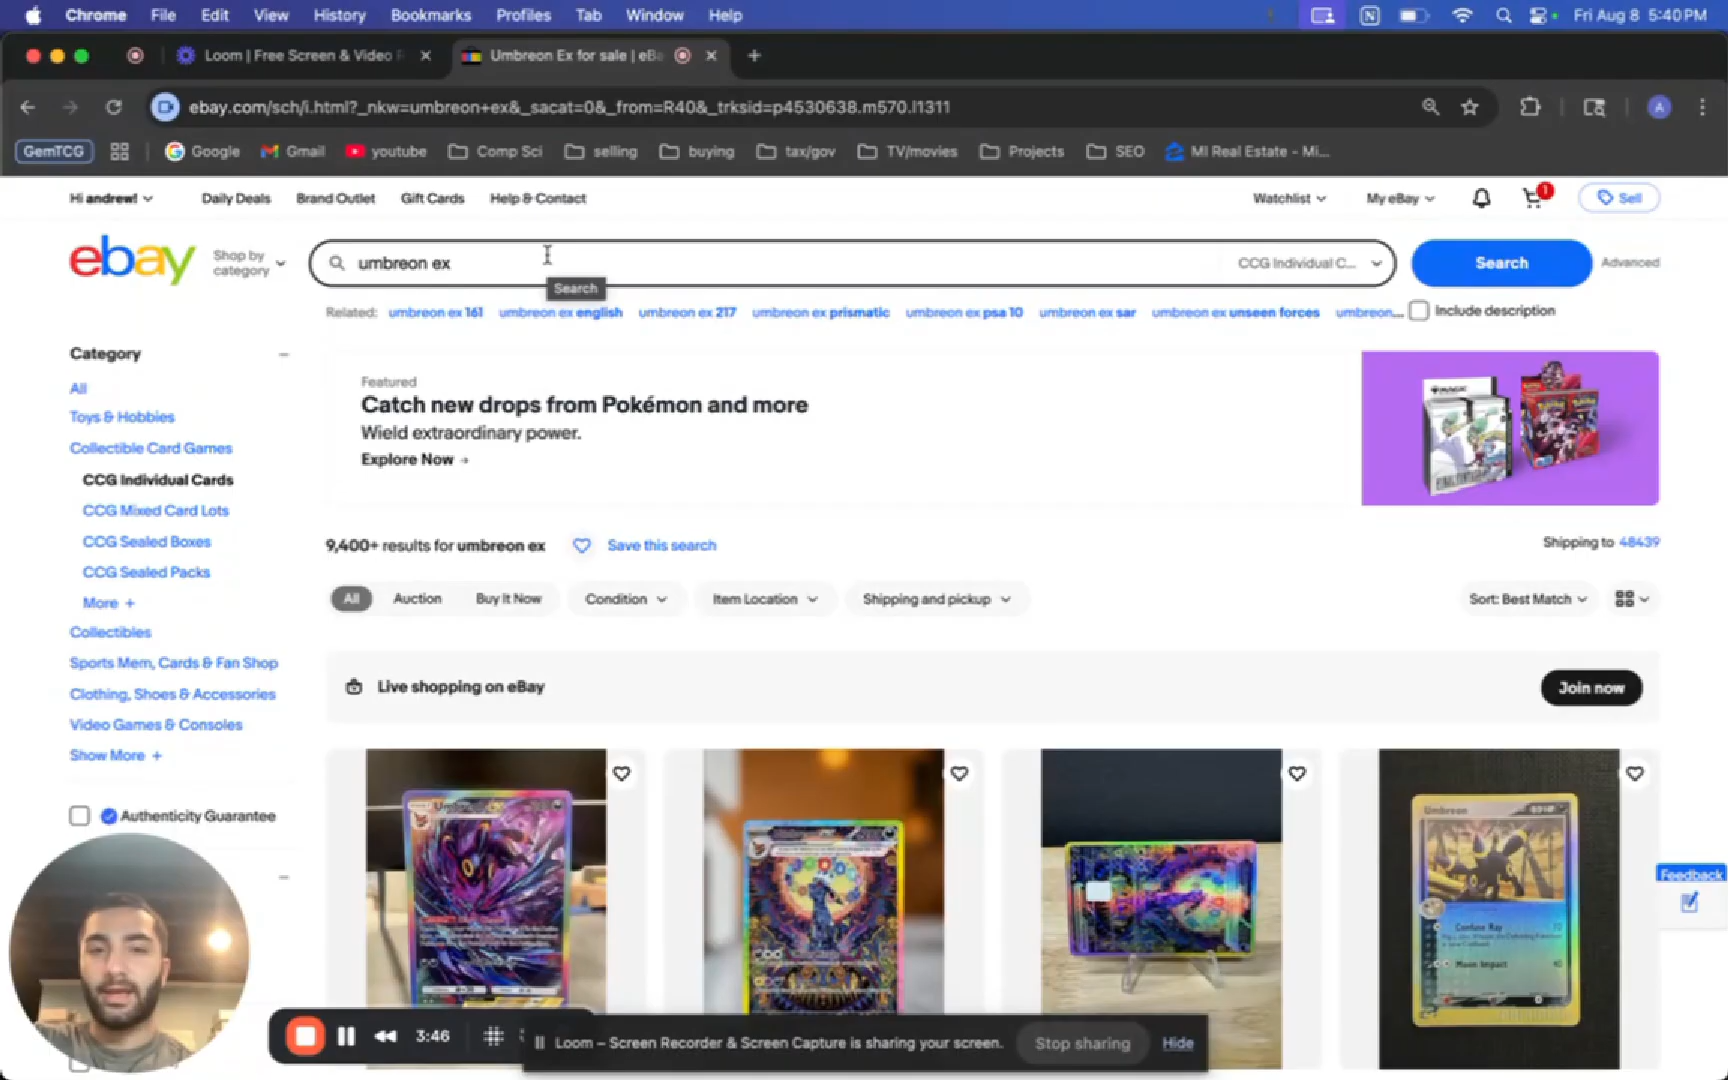 Chrome File Edit View History Bookmarks Profiles Tab Window Help Fri Aug 8 5:40 PM
Loom | Free Screen & Video Umbreon Ex for sale | eBa
ebay.com/sch/i.html?_nkw=umbreon+ex&_sacat=0&_from=R40&_trksid=p4530638.m570.l1311 A
GemTCG Google Gmail youtube Comp Sci selling buying tax/gov TV/movies Projects SEO MI Real Estate - Mi...
Hi andrew! Daily Deals Brand Outlet Gift Cards Help & Contact Watchlist My eBay 1 Sell
ebay Shop by category umbreon ex CCG Individual C... Search Advanced
Search
Related: umbreon ex 161 umbreon ex english umbreon ex 217 umbreon ex prismatic umbreon ex psa 10 umbreon ex sar umbreon ex unseen forces umbreon... Include description
Category
All
Toys & Hobbies
Collectible Card Games
CCG Individual Cards
CCG Mixed Card Lots
CCG Sealed Boxes
CCG Sealed Packs
More +
Collectibles
Sports Mem, Cards & Fan Shop
Clothing, Shoes & Accessories
Video Games & Consoles
Show More +
Authenticity Guarantee
Featured
Catch new drops from Pokémon and more
Wield extraordinary power.
Explore Now →
MAGIC
9,400+ results for umbreon ex Save this search Shipping to 48439
All Auction Buy It Now Condition Item Location Shipping and pickup Sort: Best Match
Live shopping on eBay Join now
Umbreon
Confuse Ray
Moon Impact
Feedback
3:46
Loom – Screen Recorder & Screen Capture is sharing your screen. Stop sharing Hide